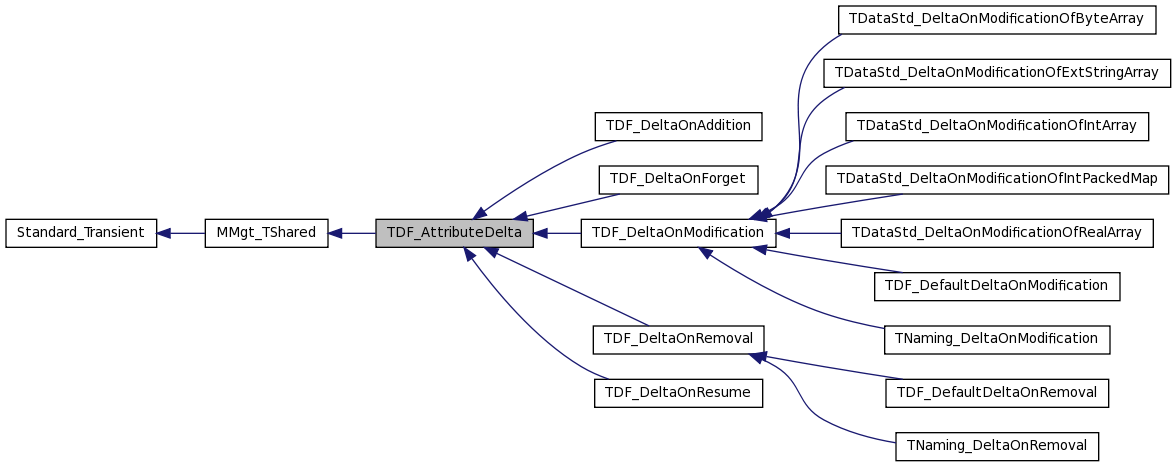 TDataStd_DeltaOnModificationOfByteArray
TDataStd_DeltaOnModificationOfExtStringArray
TDF_DeltaOnAddition
TDataStd_DeltaOnModificationOfIntArray
TDF_DeltaOnForget
TDataStd_DeltaOnModificationOfIntPackedMap
Standard_Transient
MMgt_TShared
TDF_AttributeDelta
TDF_DeltaOnModification
TDataStd_DeltaOnModificationOfRealArray
TDF_DefaultDeltaOnModification
TDF_DeltaOnRemoval
TNaming_DeltaOnModification
TDF_DeltaOnResume
TDF_DefaultDeltaOnRemoval
TNaming_DeltaOnRemoval